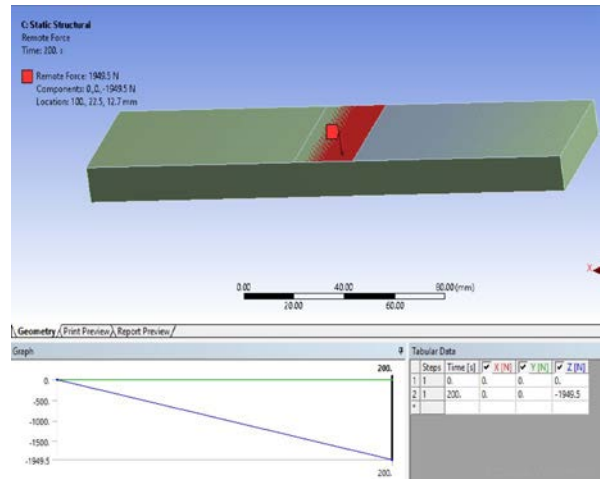 C: Static Structural
Remote Force
Time: 200. s
Remote Force: 1949.5 N
Components: 0.,0.,-1949.5 N
Location: 100., 22.5, 12.7 mm
X
0.00 40.00 80.00 (mm)
20.00 60.00
Geometry Print Preview Report Preview
Graph
Tabular Data
200.
0.
-500.
-1000.
-1500.
-1949.5
200.
Steps Time [s] X [N] Y [N] Z [N]
1 1 0. 0. 0. 0.
2 1 200. 0. 0. -1949.5
*